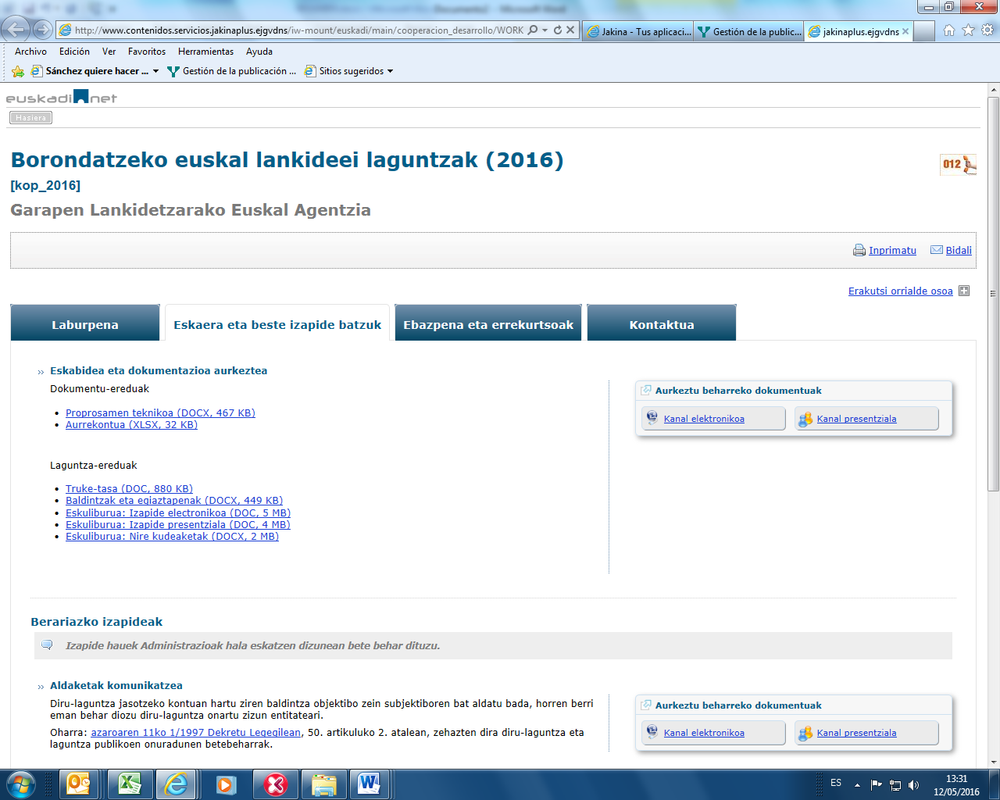 Documento2 - Microsoft Word
http://www.contenidos.servicios.jakinaplus.ejgvdns/iw-mount/euskadi/main/cooperacion_desarrollo/WORK
Jakina - Tus aplicaci...
Gestión de la public...
jakinaplus.ejgvdns
Archivo Edición Ver Favoritos Herramientas Ayuda
Sánchez quiere hacer ...
Gestión de la publicación ...
Sitios sugeridos
euskadi net
Hasiera
Borondatzeko euskal lankideei laguntzak (2016)
012
[kop_2016]
Garapen Lankidetzarako Euskal Agentzia
Inprimatu Bidali
Erakutsi orrialde osoa
Laburpena
Eskaera eta beste izapide batzuk
Ebazpena eta errekurtsoak
Kontaktua
Eskabidea eta dokumentazioa aurkeztea
Dokumentu-ereduak
Proprosamen teknikoa (DOCX, 467 KB)
Aurrekontua (XLSX, 32 KB)
Aurkeztu beharreko dokumentuak
Kanal elektronikoa
Kanal presentziala
Laguntza-ereduak
Truke-tasa (DOC, 880 KB)
Baldintzak eta egiaztapenak (DOCX, 449 KB)
Eskuliburua: Izapide electronikoa (DOC, 5 MB)
Eskuliburua: Izapide presentziala (DOC, 4 MB)
Eskuliburua: Nire kudeaketak (DOCX, 2 MB)
Berariazko izapideak
Izapide hauek Administrazioak hala eskatzen dizunean bete behar dituzu.
Aldaketak komunikatzea
Diru-laguntza jasotzeko kontuan hartu ziren baldintza objektibo zein subjektiboren bat aldatu bada, horren berri
eman behar diozu diru-laguntza onartu zizun entitateari.
Oharra: azaroaren 11ko 1/1997 Dekretu Legegilean, 50. artikuluko 2. atalean, zehazten dira diru-laguntza eta
laguntza publikoen onuradunen betebeharrak.
Aurkeztu beharreko dokumentuak
Kanal elektronikoa
Kanal presentziala
ES
13:31
12/05/2016